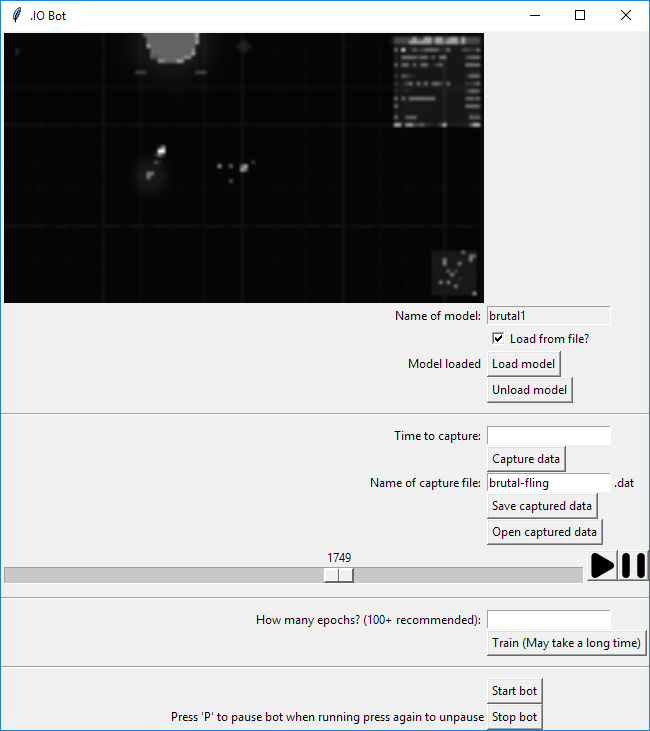 .IO Bot
Name of model: brutal1
Load from file?
Model loaded Load model
Unload model
Time to capture:
Capture data
Name of capture file: brutal-fling .dat
Save captured data
Open captured data
1749
How many epochs? (100+ recommended):
Train (May take a long time)
Start bot
Press 'P' to pause bot when running press again to unpause Stop bot